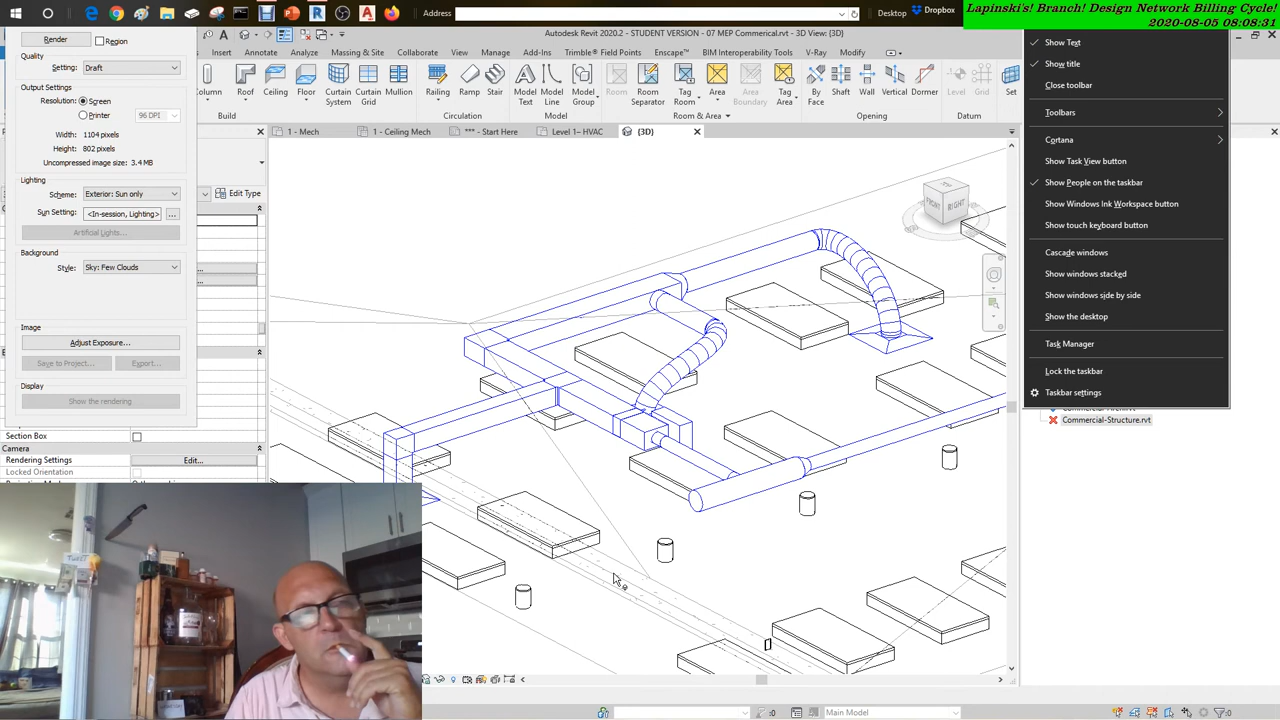 Address
Desktop
Dropbox
Lapinski's! Branch! Design Network Billing Cycle!
2020-08-05 08:08:31
Autodesk Revit 2020.2 - STUDENT VERSION - 07 MEP Commerical.rvt - 3D View: {3D}
Insert Annotate Analyze Massing & Site Collaborate View Manage Add-Ins Trimble® Field Points Enscape™ BIM Interoperability Tools V-Ray Modify
Render
Region
Quality
Setting: Draft
Output Settings
Resolution: Screen
Printer 96 DPI
Width: 1104 pixels
Height: 802 pixels
Uncompressed image size: 3.4 MB
Lighting
Scheme: Exterior: Sun only
Sun Setting: <In-session, Lighting> ...
Artificial Lights...
Background
Style: Sky: Few Clouds
Image
Adjust Exposure...
Save to Project... Export...
Display
Show the rendering
Column Roof Ceiling Floor Curtain System Curtain Grid Mullion Railing Ramp Stair Model Text Model Line Model Group Room Room Separator Tag Room Area Area Boundary Tag Area By Face Shaft Wall Vertical Dormer Level Grid Set
Build Circulation Model Room & Area Opening Datum
1 - Mech 1 - Ceiling Mech *** - Start Here Level 1- HVAC {3D}
Edit Type
TOP
FRONT
RIGHT
Show Text
Show title
Close toolbar
Toolbars
Cortana
Show Task View button
Show People on the taskbar
Show Windows Ink Workspace button
Show touch keyboard button
Cascade windows
Show windows stacked
Show windows side by side
Show the desktop
Task Manager
Lock the taskbar
Taskbar settings
Commercial-Structure.rvt
Section Box
Camera
Rendering Settings Edit...
Locked Orientation
:0 Main Model :0